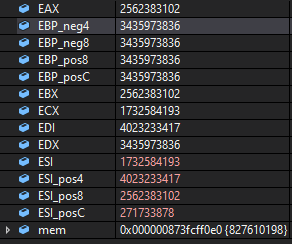 EAX 2562383102
EBP_neg4 3435973836
EBP_neg8 3435973836
EBP_pos8 3435973836
EBP_posC 3435973836
EBX 2562383102
ECX 1732584193
EDI 4023233417
EDX 3435973836
ESI 1732584193
ESI_pos4 4023233417
ESI_pos8 2562383102
ESI_posC 271733878
mem 0x000000873fcff0e0 {827610198}